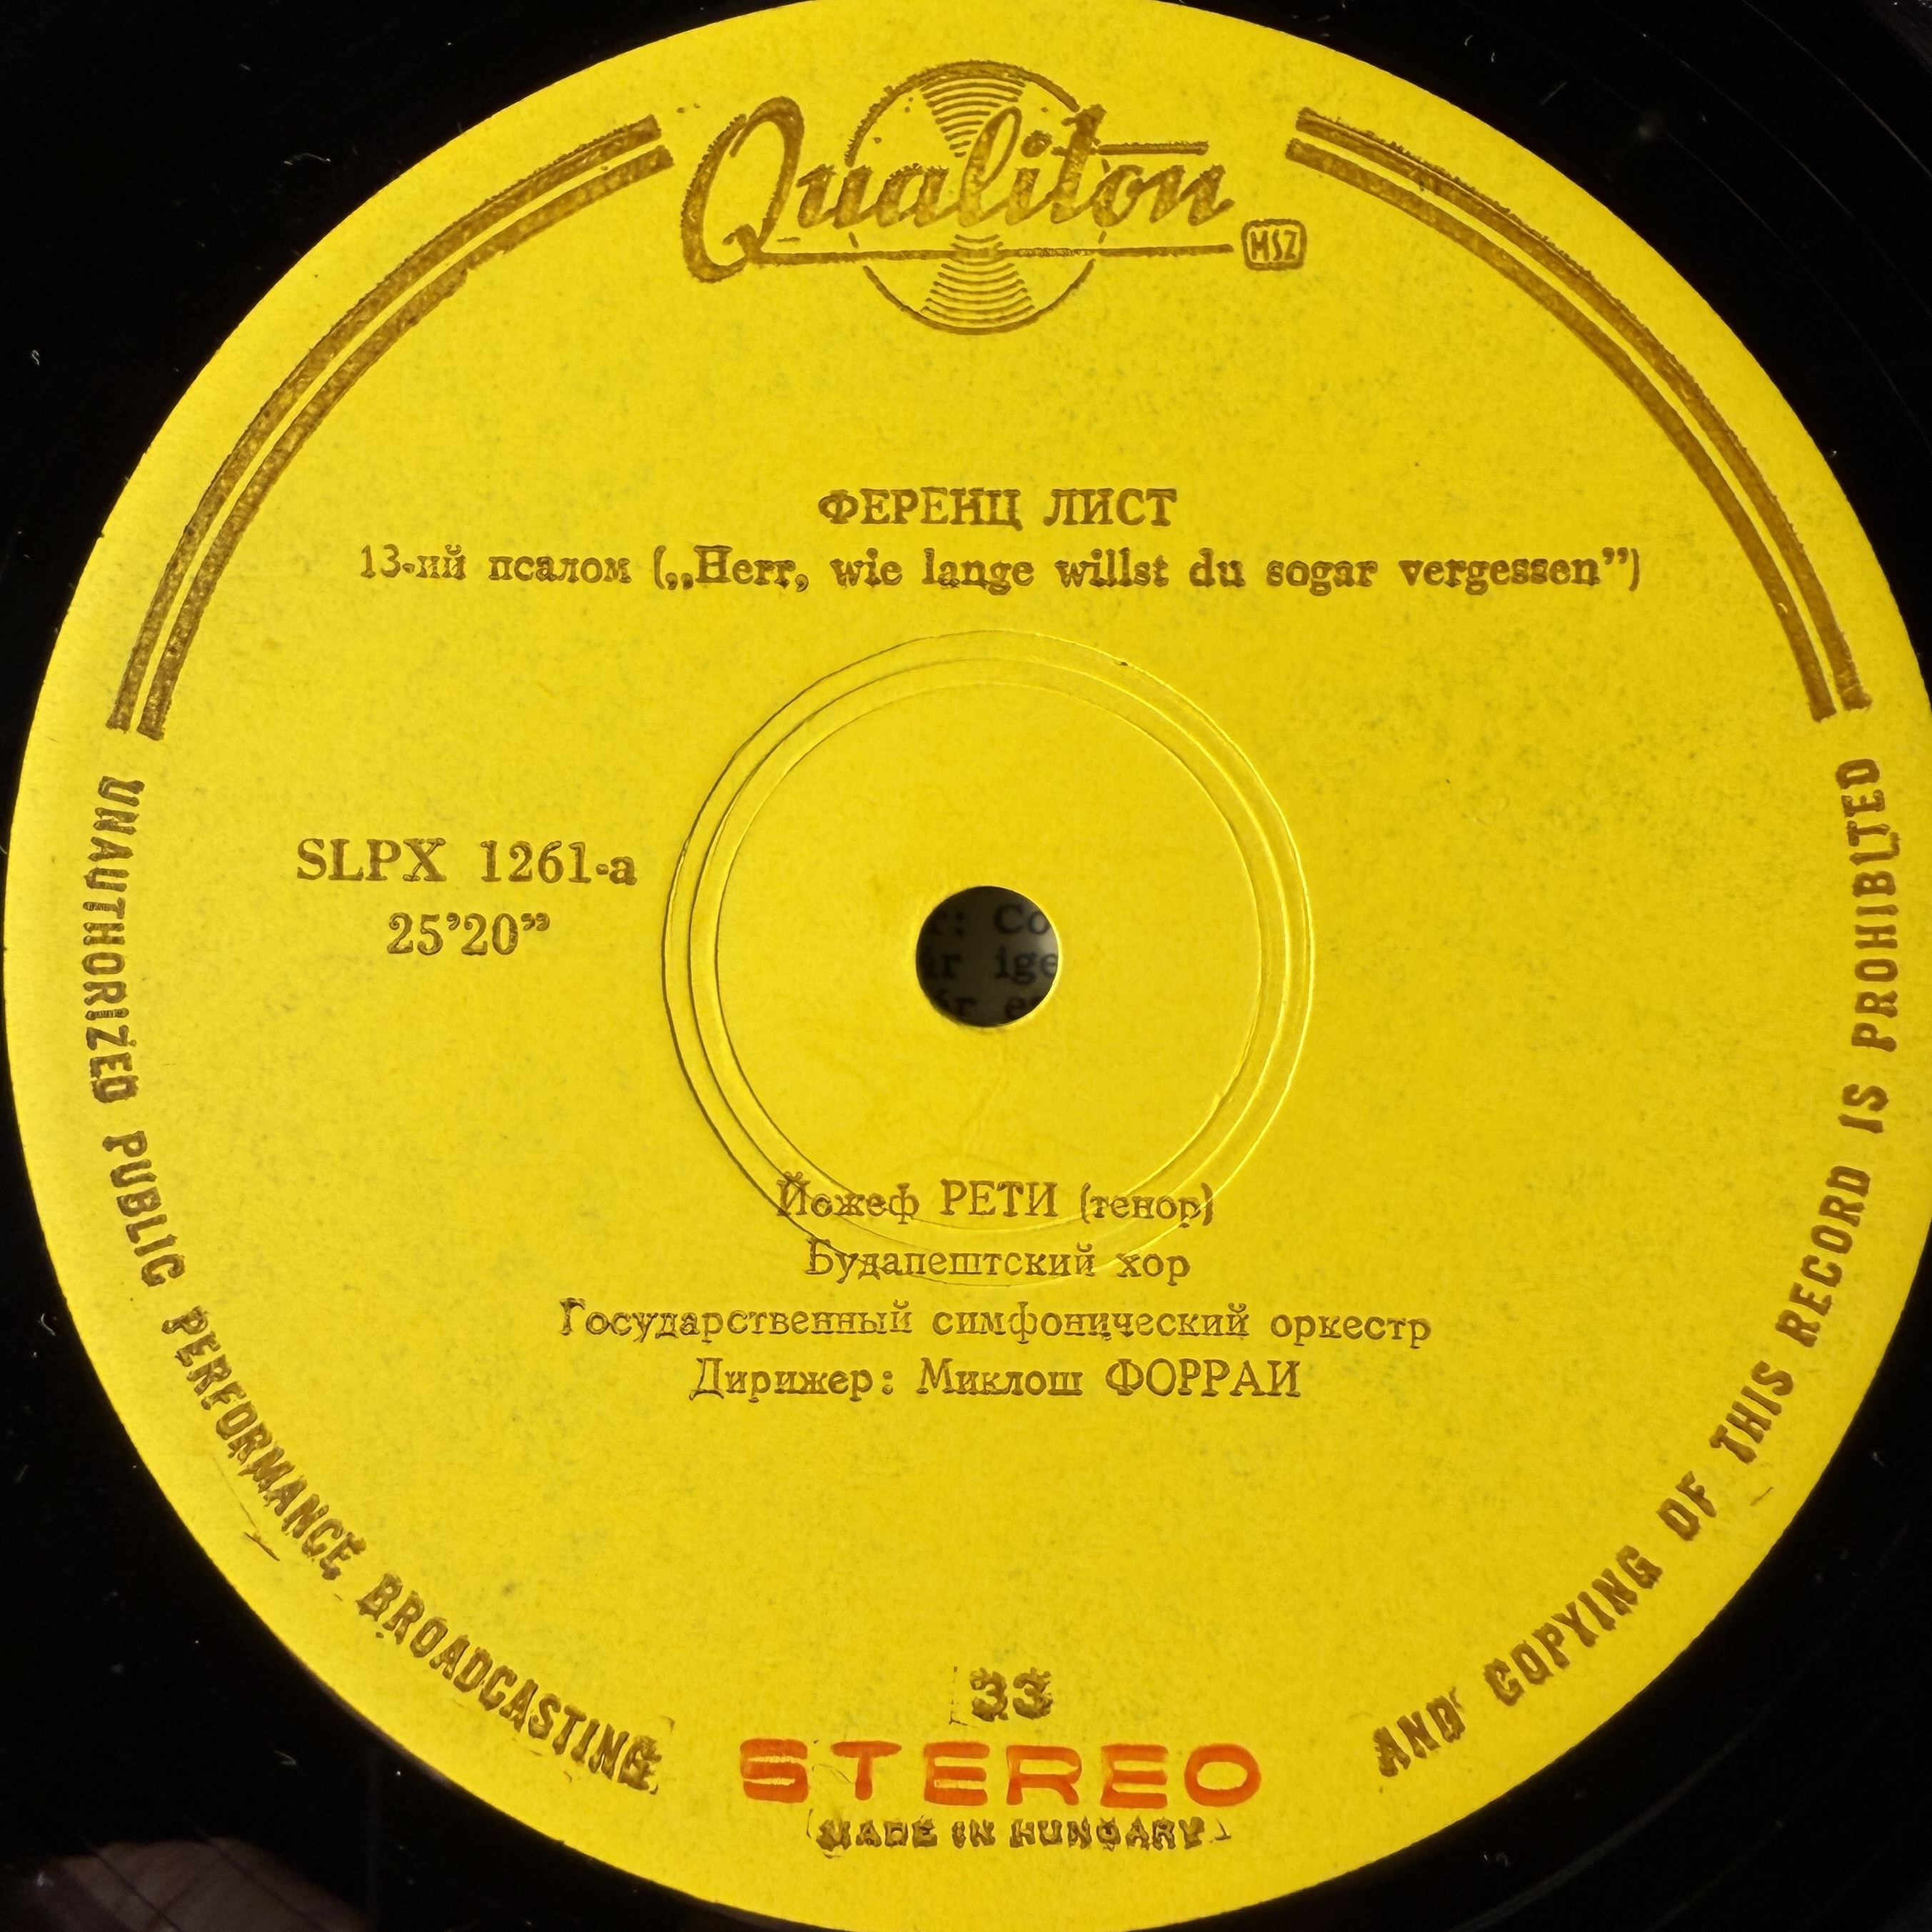 Qualiton
MSZ
ФЕРЕНЦ ЛИСТ
13-ий псалом („Herr, wie lange willst du sogar vergessen”)
SLPX 1261-a
25’20”
Йожеф РЕТИ (тенор)
Будапештский хор
Государственный симфонический оркестр
Дирижер: Миклош ФОРРАИ
33
STEREO
MADE IN HUNGARY
UNAUTHORIZED PUBLIC PERFORMANCE BROADCASTING AND COPYING OF THIS RECORD IS PROHIBITED